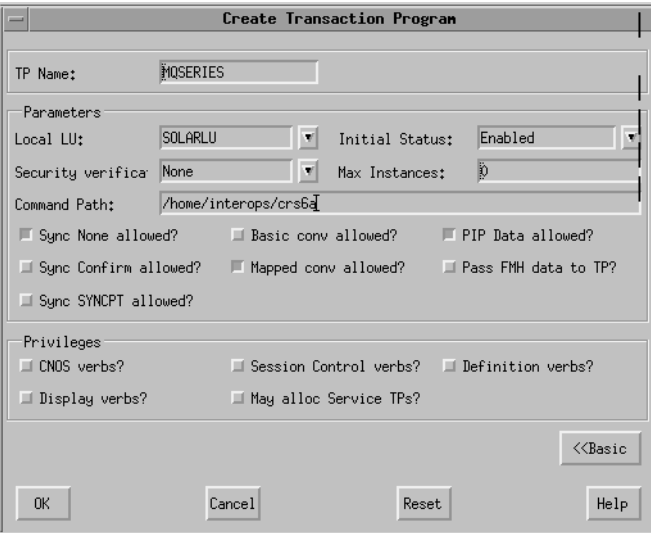 Create Transaction Program
TP Name: MQSERIES
Parameters
Local LU: SOLARLU Initial Status: Enabled
Security verifica None Max Instances: 0
Command Path: /home/interops/crs6a
Sync None allowed? Basic conv allowed? PIP Data allowed?
Sync Confirm allowed? Mapped conv allowed? Pass FMH data to TP?
Sync SYNCPT allowed?
Privileges
CNOS verbs? Session Control verbs? Definition verbs?
Display verbs? May alloc Service TPs?
<<Basic
OK Cancel Reset Help